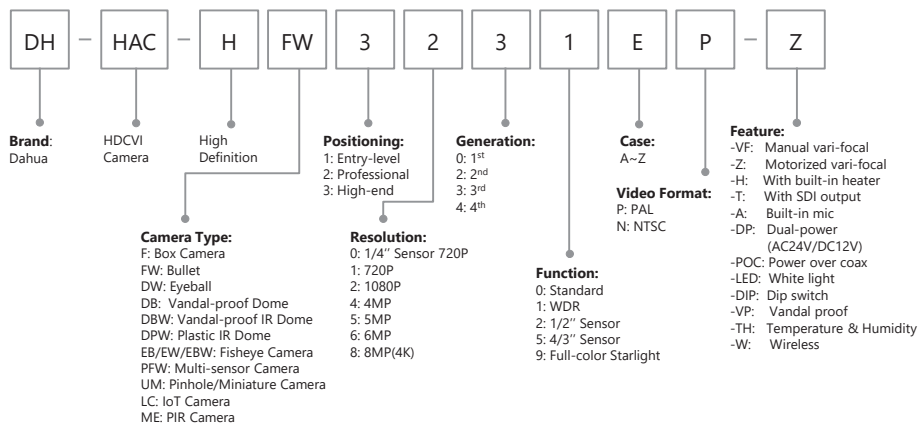 DH – HAC – H FW 3 2 3 1 E P – Z
Brand:
Dahua
HDCVI
Camera
High
Definition
Camera Type:
F: Box Camera
FW: Bullet
DW: Eyeball
DB: Vandal-proof Dome
DBW: Vandal-proof IR Dome
DPW: Plastic IR Dome
EB/EW/EBW: Fisheye Camera
PFW: Multi-sensor Camera
UM: Pinhole/Miniature Camera
LC: IoT Camera
ME: PIR Camera
Positioning:
1: Entry-level
2: Professional
3: High-end
Resolution:
0: 1/4’’ Sensor 720P
1: 720P
2: 1080P
4: 4MP
5: 5MP
6: 6MP
8: 8MP(4K)
Generation:
0: 1st
2: 2nd
3: 3rd
4: 4th
Function:
0: Standard
1: WDR
2: 1/2’’ Sensor
5: 4/3’’ Sensor
9: Full-color Starlight
Case:
A~Z
Video Format:
P: PAL
N: NTSC
Feature:
-VF: Manual vari-focal
-Z: Motorized vari-focal
-H: With built-in heater
-T: With SDI output
-A: Built-in mic
-DP: Dual-power
(AC24V/DC12V)
-POC: Power over coax
-LED: White light
-DIP: Dip switch
-VP: Vandal proof
-TH: Temperature & Humidity
-W: Wireless